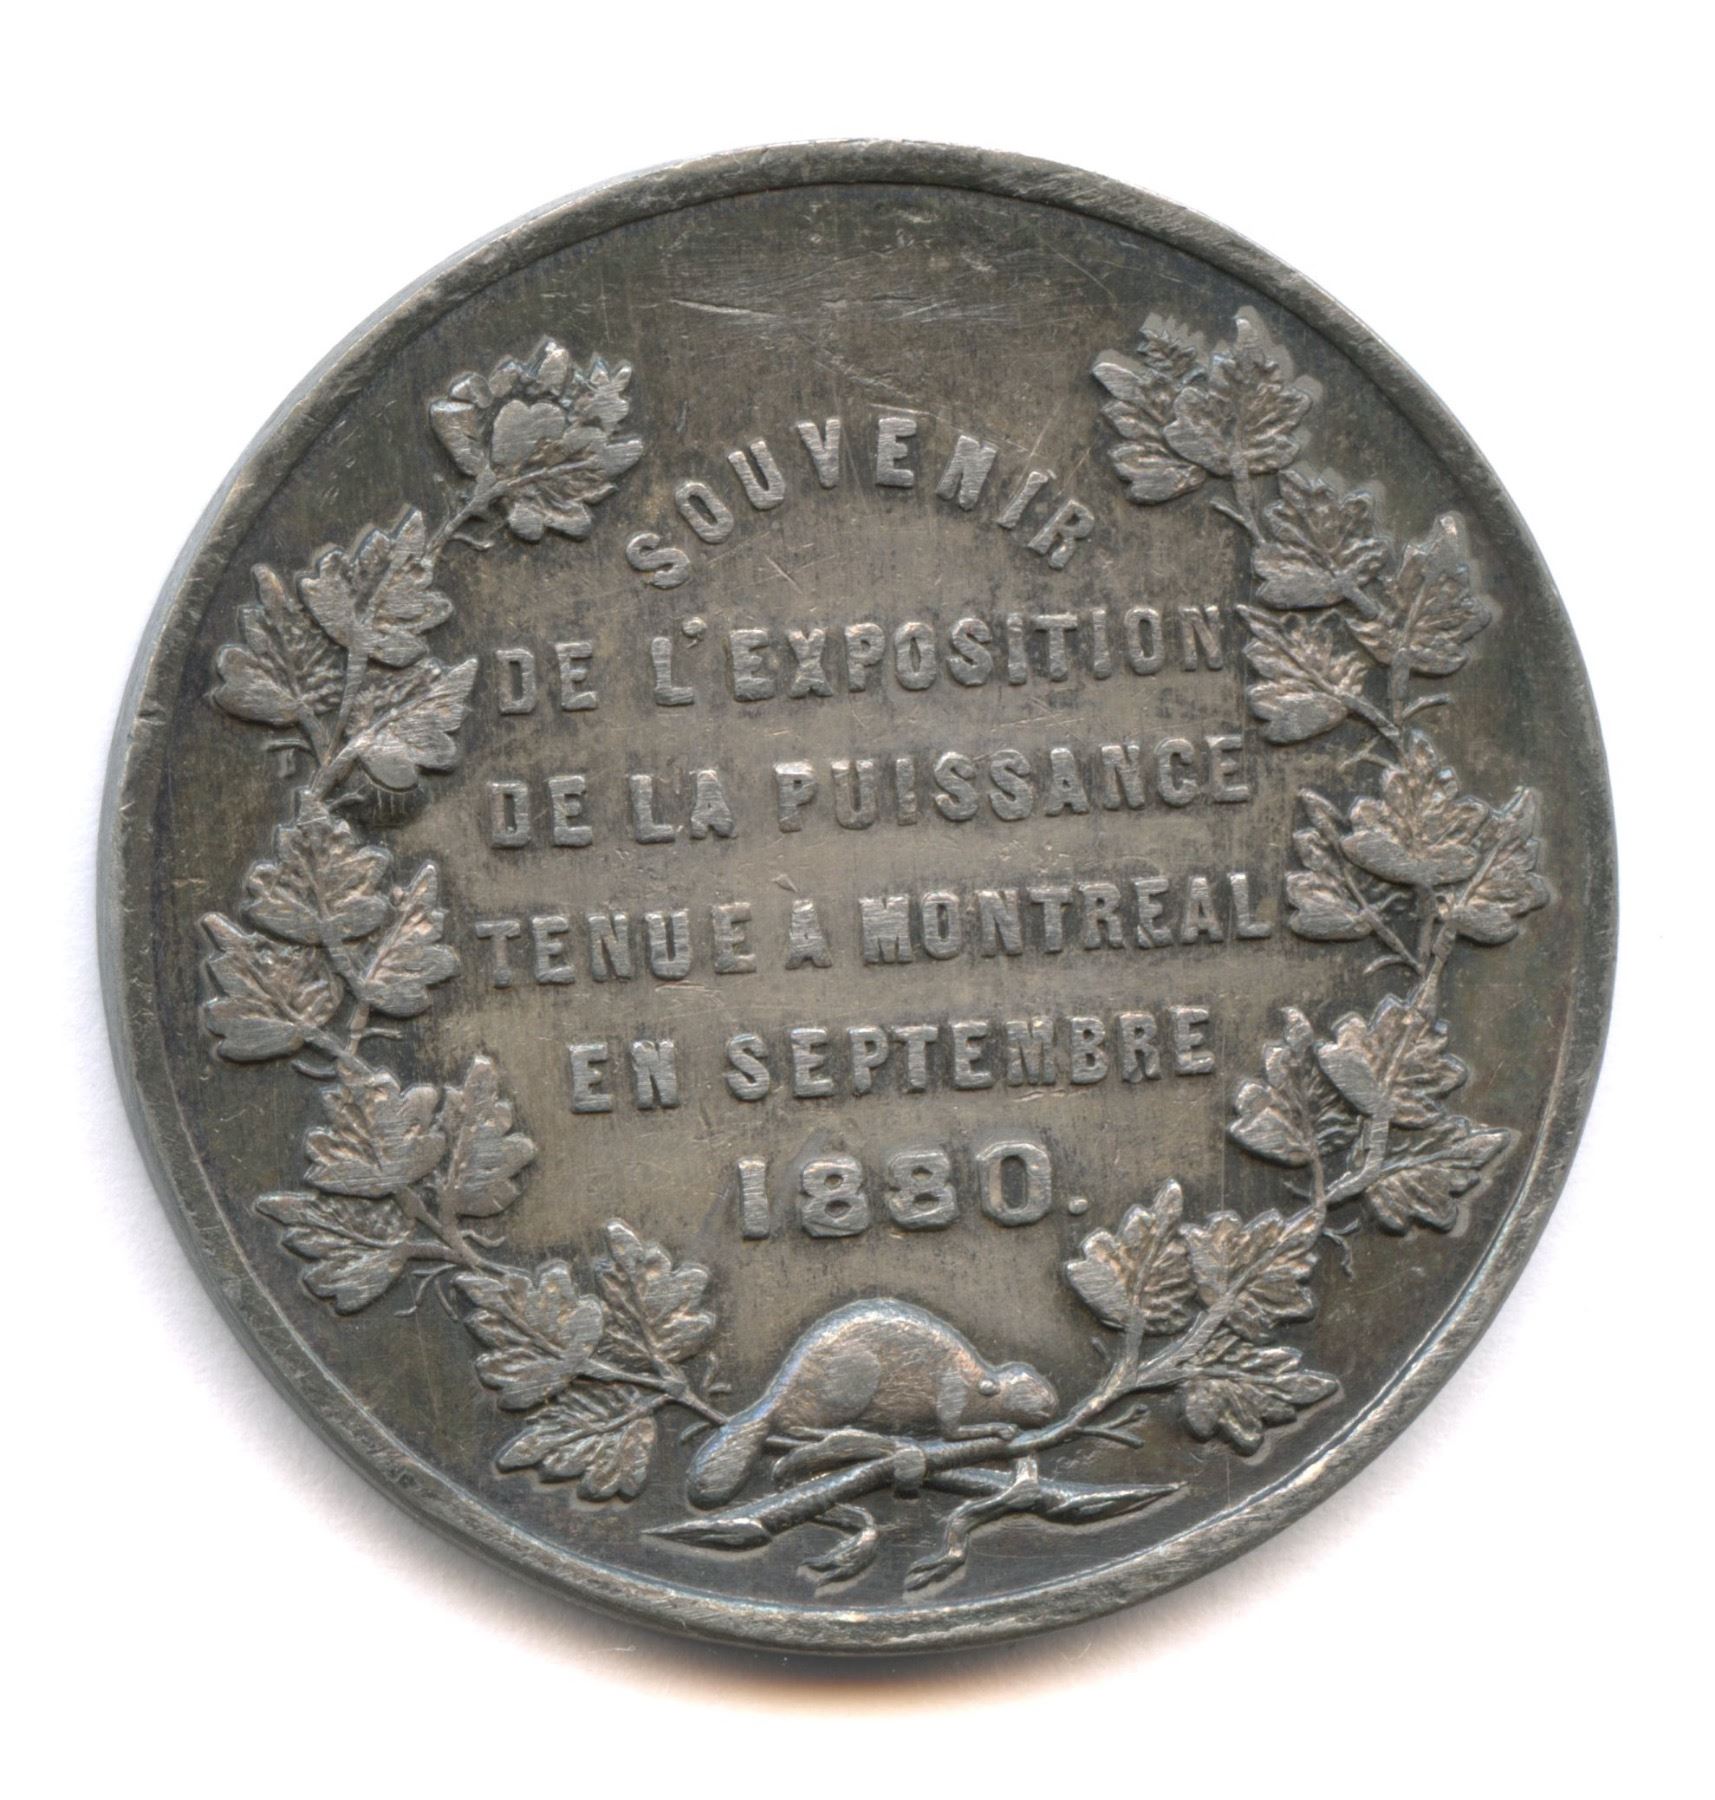 SOUVENIR
DE L'EXPOSITION
DE LA PUISSANCE
TENUE À MONTREAL
EN SEPTEMBRE
1880.